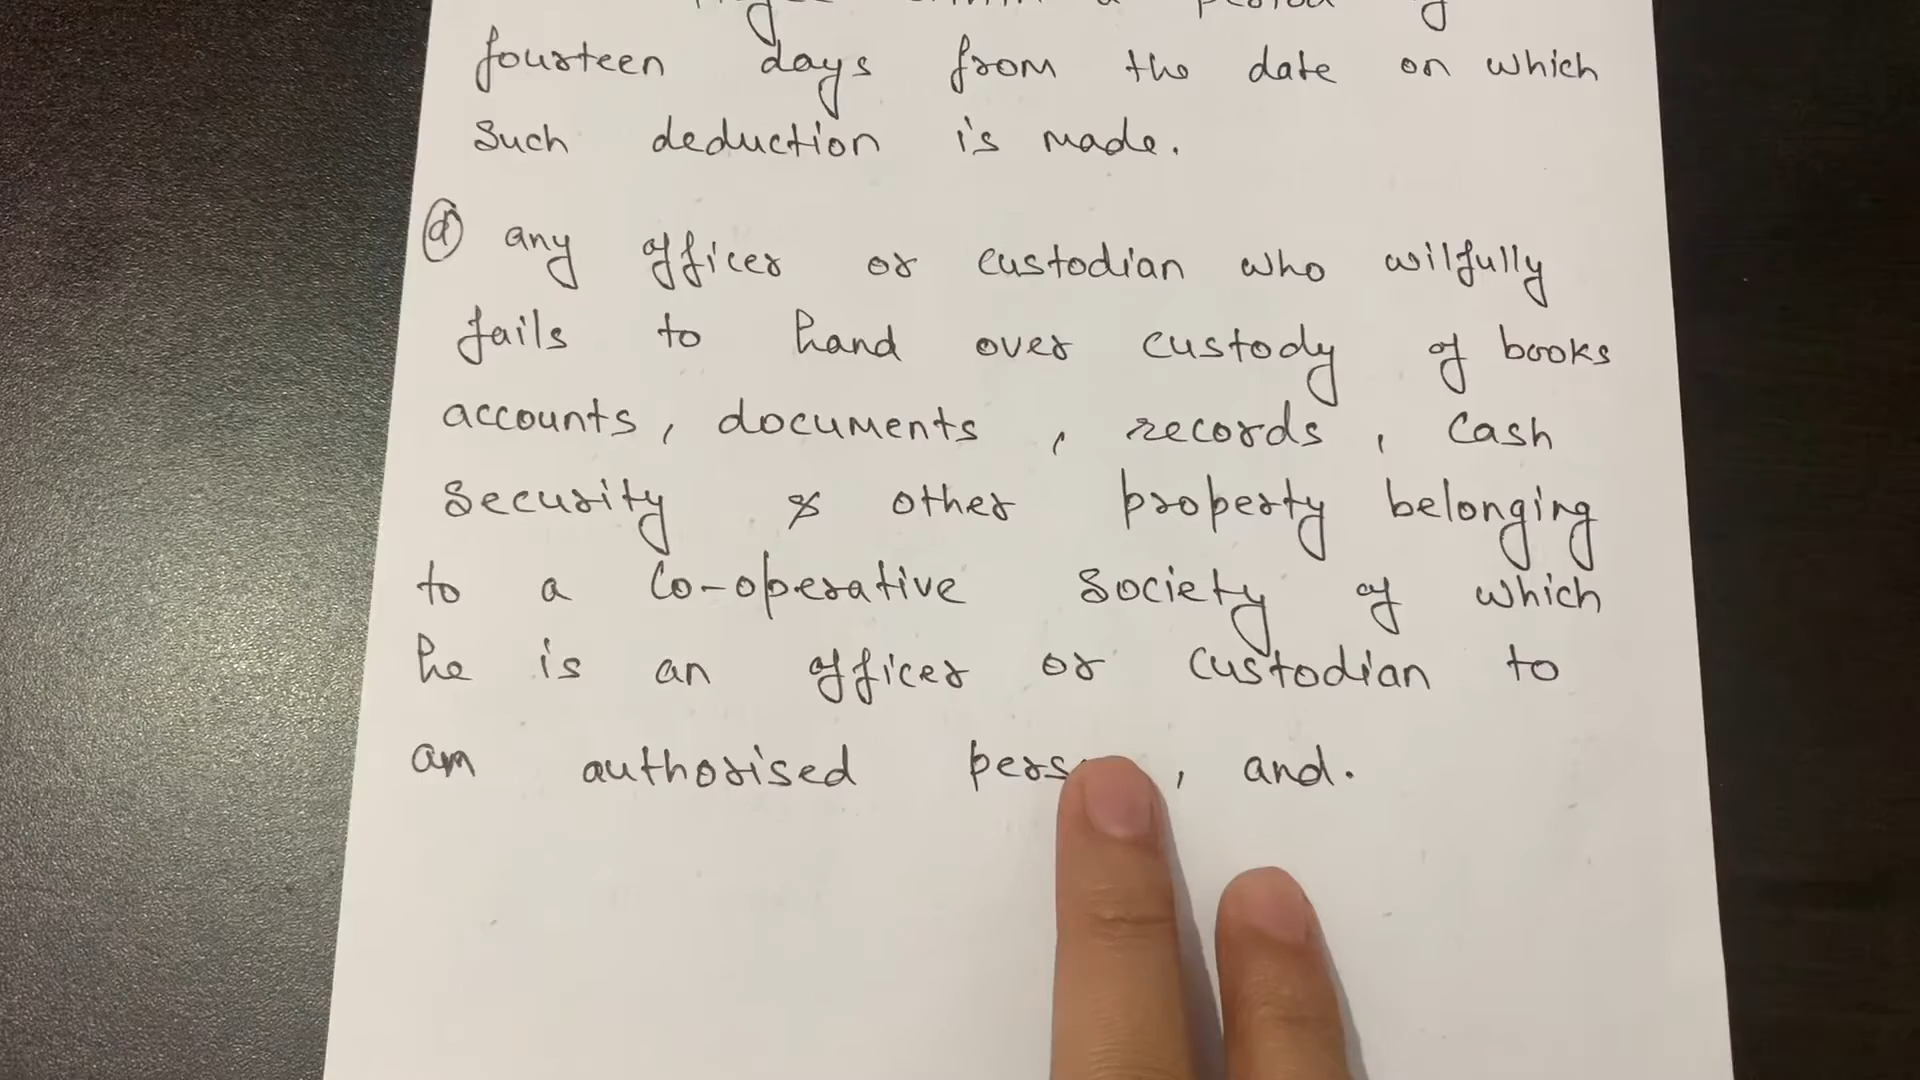 fourteen days from the date on which
such deduction is made.
(d) any officer or custodian who wilfully
fails to hand over custody of books
accounts, documents, records, cash
security & other property belonging
to a co-operative society of which
he is an officer or custodian to
am authorised pers , and.